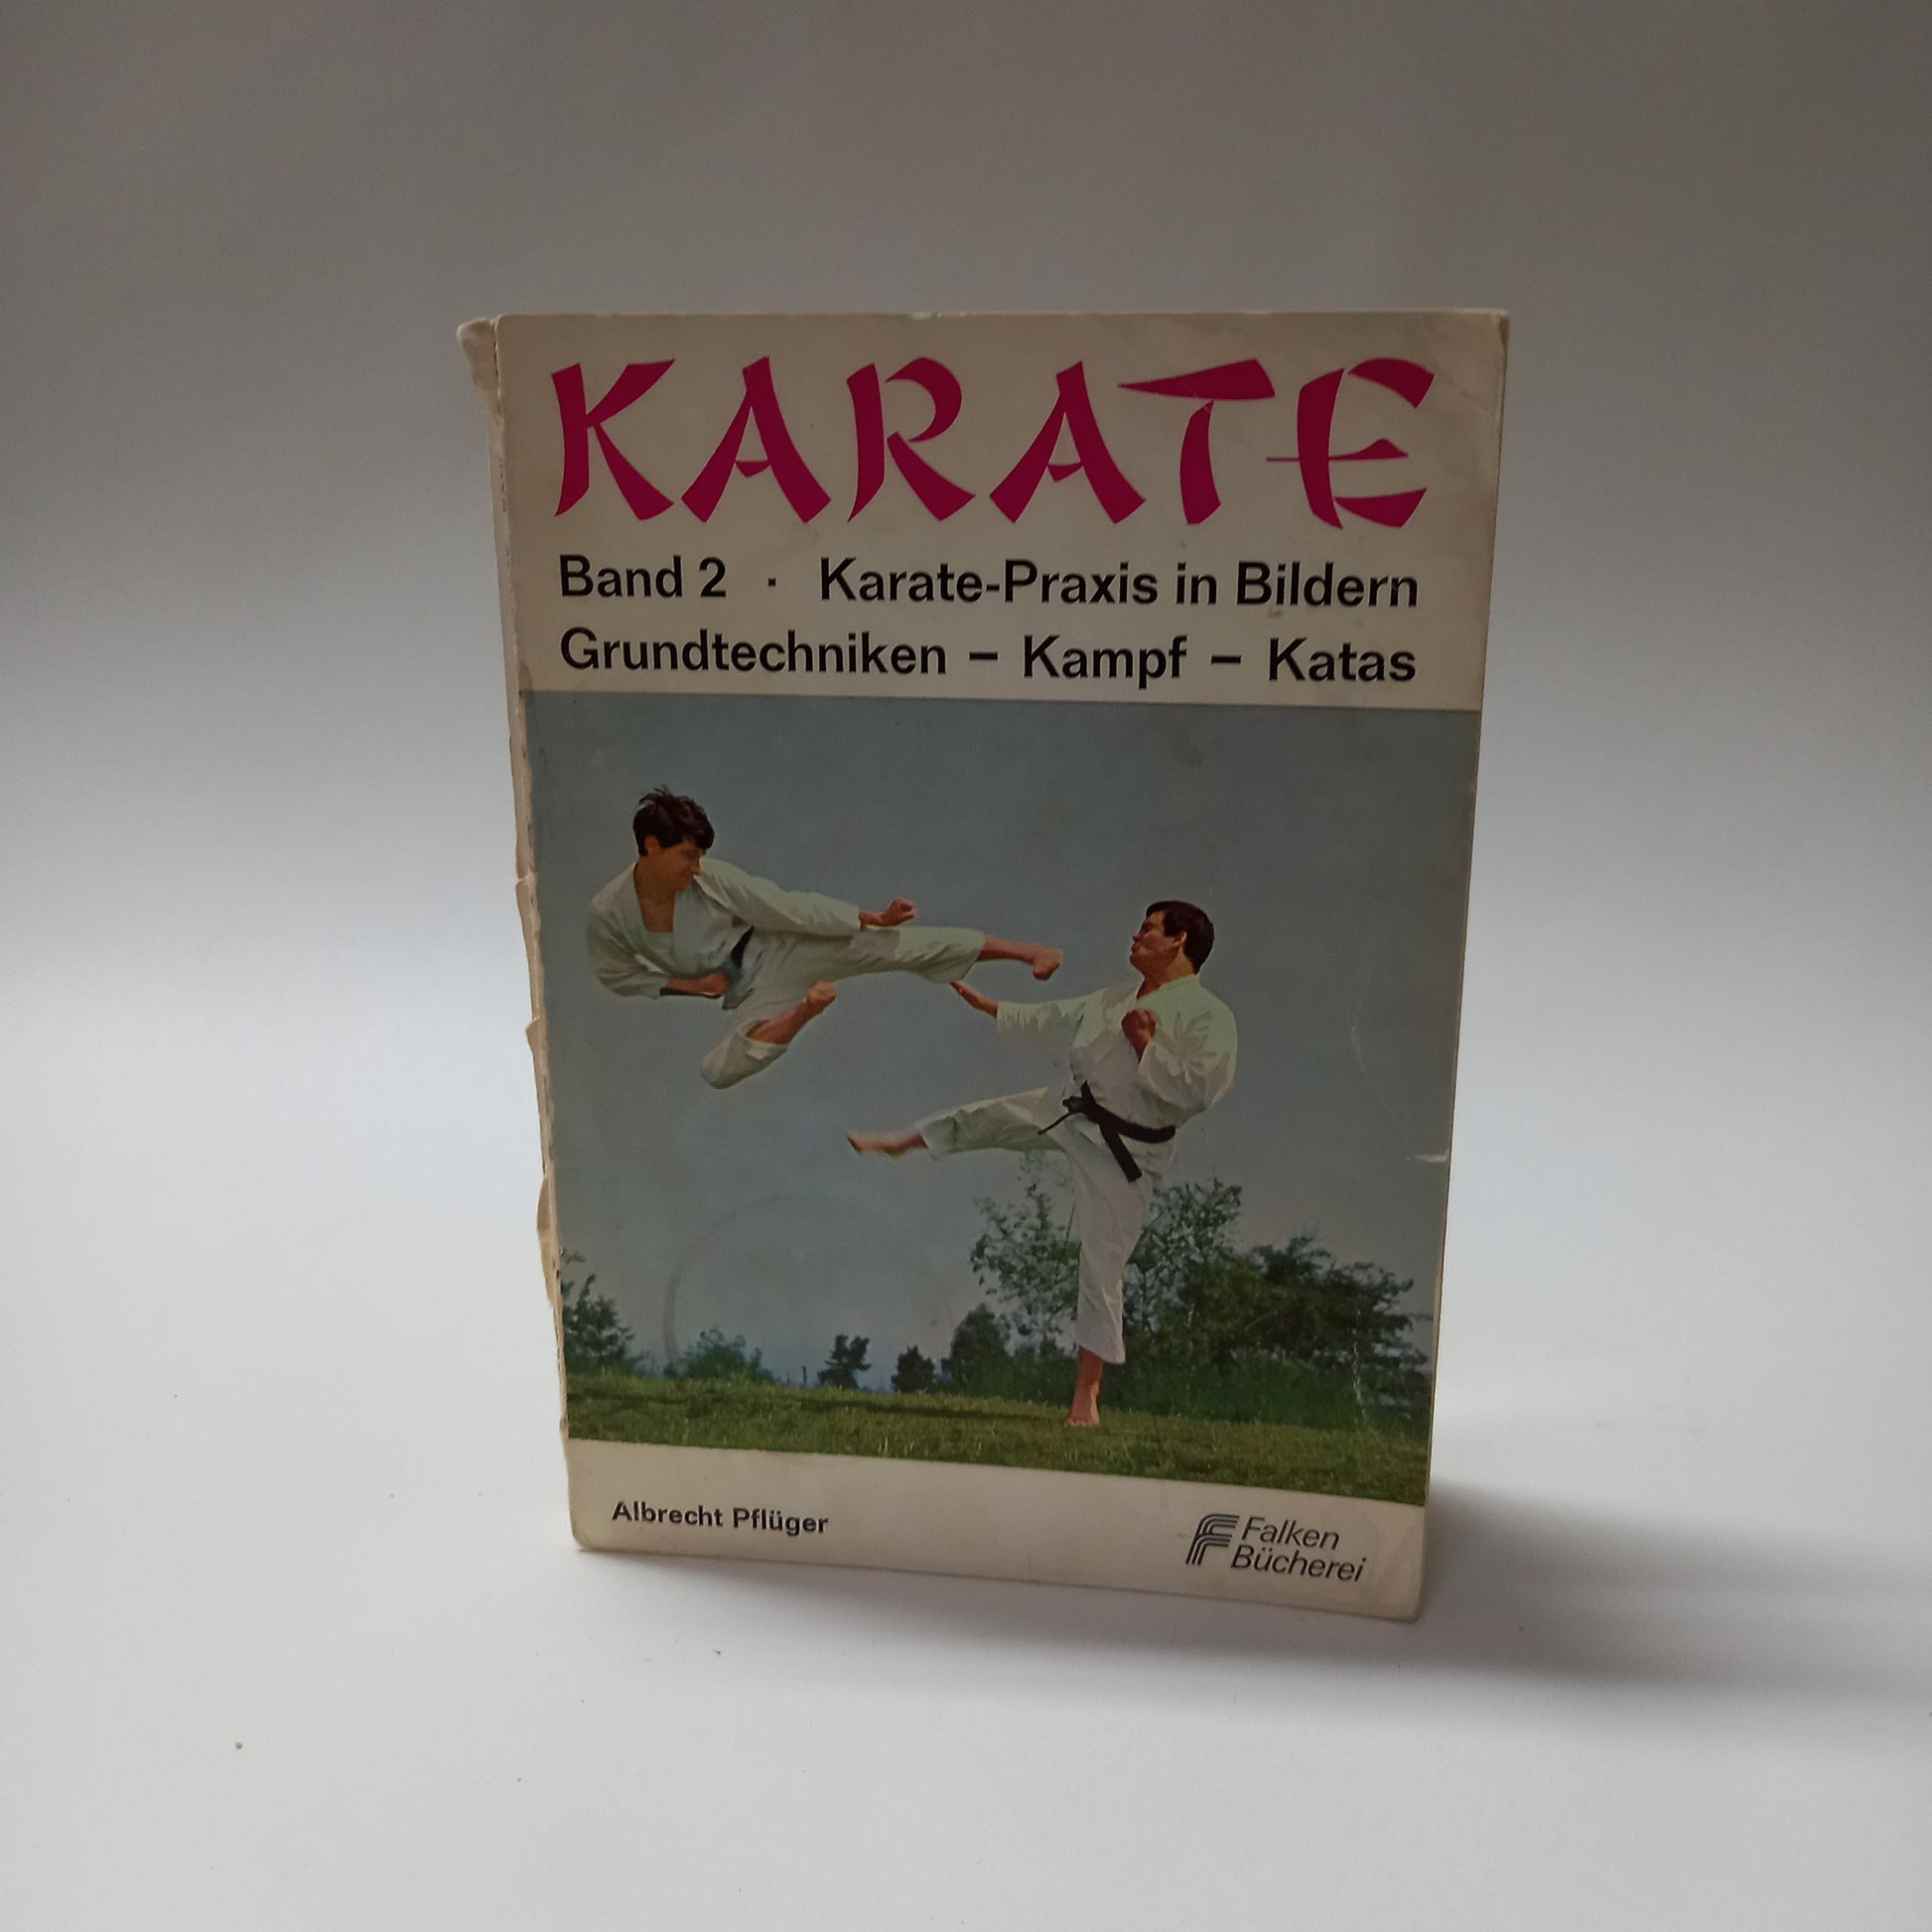 KARATE
Band 2 · Karate-Praxis in Bildern
Grundtechniken – Kampf – Katas
Albrecht Pflüger
Falken
Bücherei